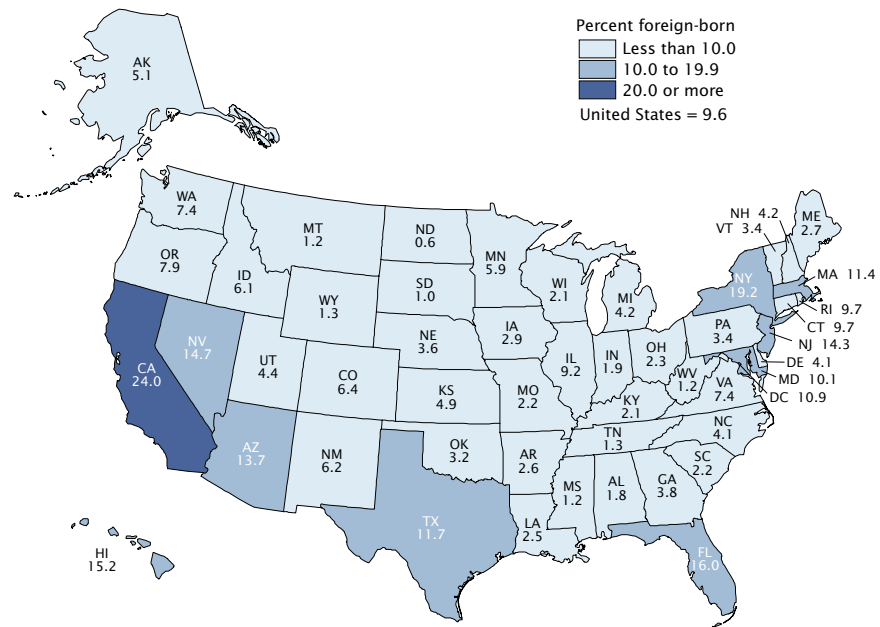 Percent foreign-born
Less than 10.0
10.0 to 19.9
20.0 or more
United States = 9.6
AK
5.1
WA
7.4
OR
7.9
ID
6.1
MT
1.2
WY
1.3
ND
0.6
SD
1.0
NE
3.6
MN
5.9
IA
2.9
WI
2.1
MI
4.2
NH 4.2
VT 3.4
ME
2.7
NY
19.2
MA 11.4
RI 9.7
CT 9.7
NJ 14.3
DE 4.1
MD 10.1
DC 10.9
PA
3.4
CA
24.0
NV
14.7
UT
4.4
CO
6.4
KS
4.9
MO
2.2
IL
9.2
IN
1.9
OH
2.3
WV
1.2
VA
7.4
KY
2.1
NC
4.1
TN
1.3
SC
2.2
AZ
13.7
NM
6.2
OK
3.2
AR
2.6
MS
1.2
AL
1.8
GA
3.8
TX
11.7
LA
2.5
FL
16.0
HI
15.2